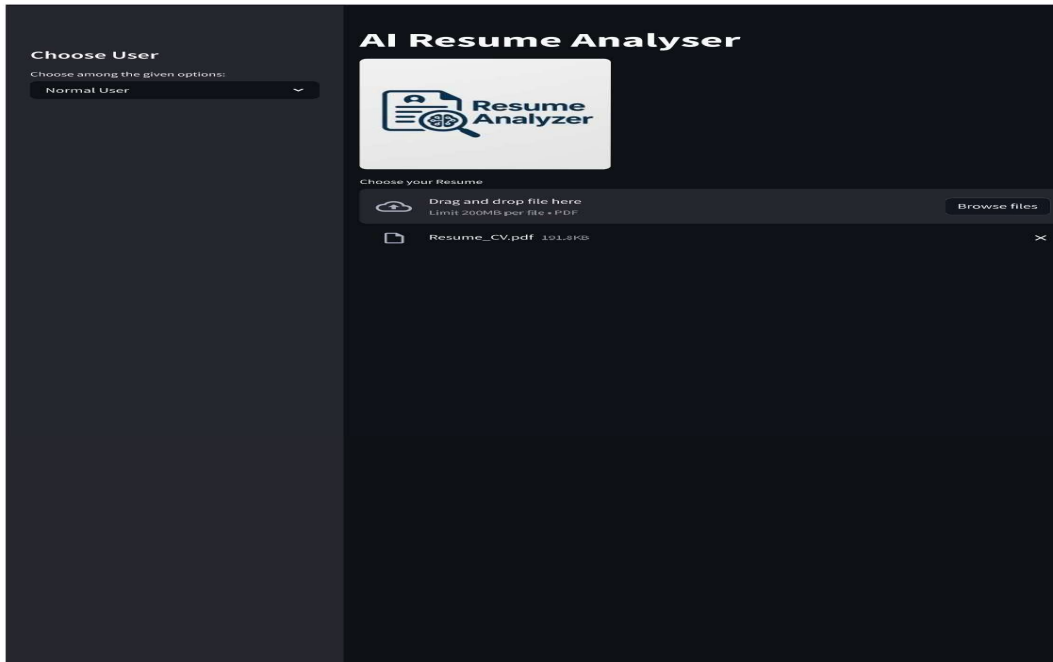 Choose User
Choose among the given options:
Normal User
AI Resume Analyser
Resume
Analyzer
Choose your Resume
Drag and drop file here
Limit 200MB per file • PDF
Browse files
Resume_CV.pdf 191.8KB